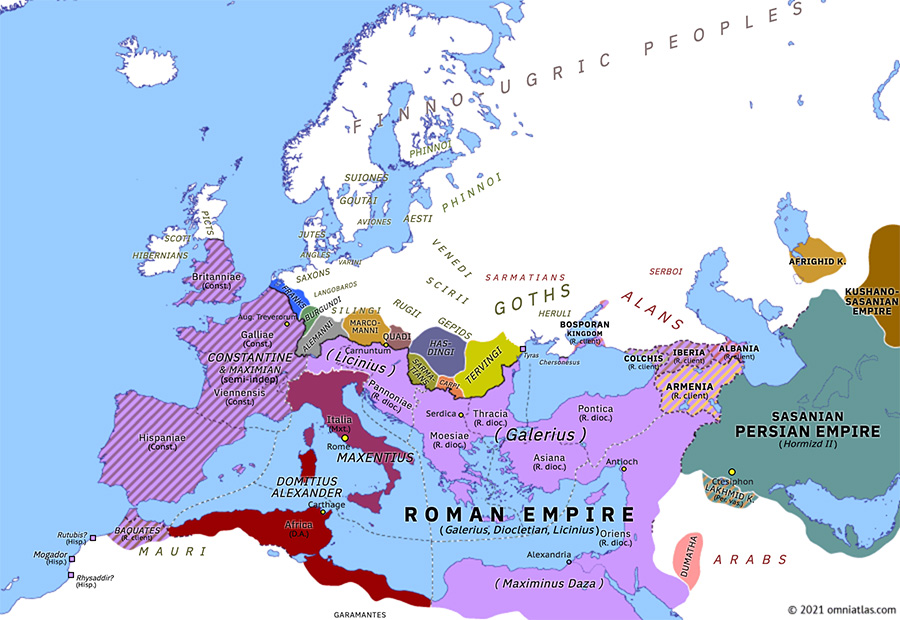 FINNO-UGRIC PEOPLES
PHINNOI
SUIONES
PHINNOI
GOUTAI
AVIONES
AESTI
PICTS
SCOTI
HIBERNIANS
JUTES
ANGLES
VARINI
SAXONS
LANGOBARDS
VENEDI
SCIRII
SARMATIANS
SERBOI
AFRIGHID K.
KUSHANO-
SASANIAN
EMPIRE
Britanniae
(Const.)
FRANKS
BURGUNDI
SILINGI
RUGII
GEPIDS
GOTHS
HERULI
ALANS
Aug. Treverorum
ALEMANNI
MARCO-
MANNI
QUADI
HAS-
DINGI
TERVINGI
BOSPORAN
KINGDOM
(R. client)
Tyras
Chersonesus
Galliae
(Const.)
CONSTANTINE
& MAXIMIAN
(semi-indep)
Viennensis
(Const.)
Carnuntum
(Licinius)
SARMA-
TIANS
CARPI
COLCHIS
(R. client)
IBERIA
(R. client)
ALBANIA
(R. client)
ARMENIA
(R. client)
Pannoniae
(R. dioc.)
Hispaniae
(Const.)
Italia
(Mxt.)
Rome
MAXENTIUS
Serdica
Thracia
(R. dioc.)
Moesiae
(R. dioc.)
(Galerius)
Pontica
(R. dioc.)
Asiana
(R. dioc.)
Antioch
SASANIAN
PERSIAN EMPIRE
(Hormizd II)
Ctesiphon
LAKHMID K.
(Per. vas.)
DOMITIUS
ALEXANDER
Carthage
Africa
(D.A.)
ROMAN EMPIRE
(Galerius, Diocletian, Licinius)
Oriens
(R. dioc.)
Alexandria
(Maximinus Daza)
DUMATHA
ARABS
BAQUATES
(R. client)
MAURI
Rutubis?
(Hisp.)
Mogador
(Hisp.)
Rhysaddir?
(Hisp.)
GARAMANTES
© 2021 omniatlas.com